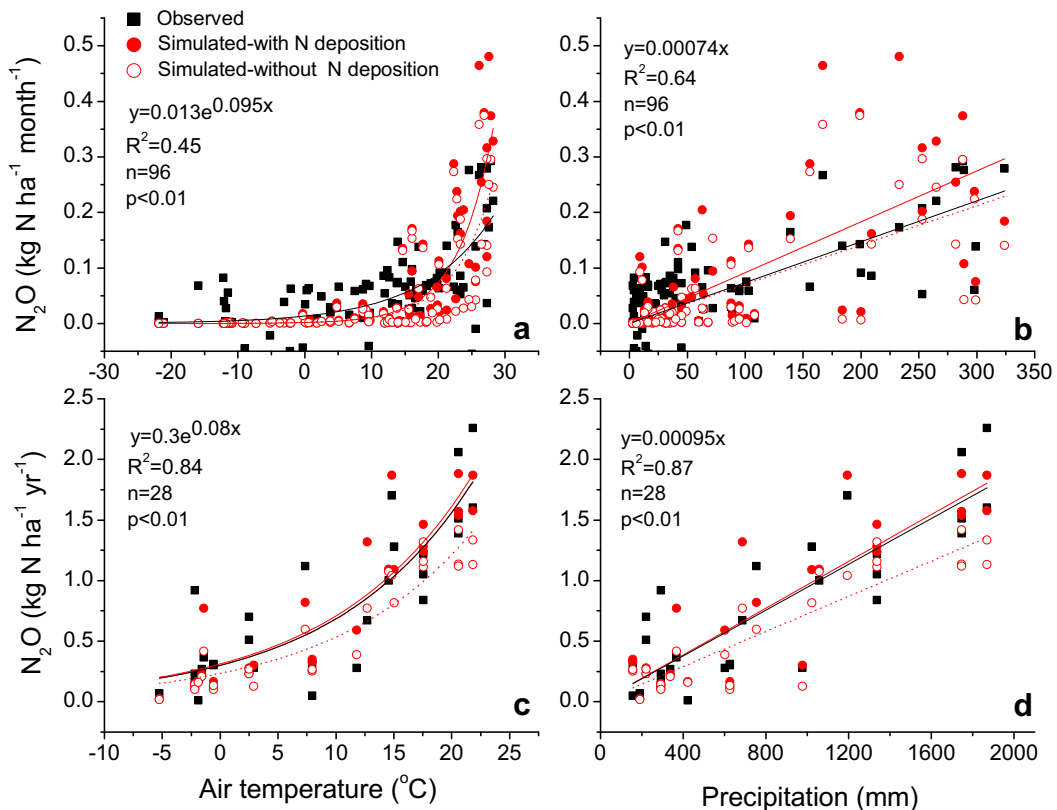 Observed
Simulated-with N deposition
Simulated-without N deposition
N₂O (kg N ha⁻¹ month⁻¹)
0.5
0.4
0.3
0.2
0.1
0.0
y=0.013e^0.095x
R²=0.45
n=96
p<0.01
a
-30 -20 -10 0 10 20 30
y=0.00074x
R²=0.64
n=96
p<0.01
b
0 50 100 150 200 250 300 350
N₂O (kg N ha⁻¹ yr⁻¹)
2.5
2.0
1.5
1.0
0.5
0.0
y=0.3e^0.08x
R²=0.84
n=28
p<0.01
c
-10 -5 0 5 10 15 20 25
Air temperature (°C)
y=0.00095x
R²=0.87
n=28
p<0.01
d
0 400 800 1200 1600 2000
Precipitation (mm)